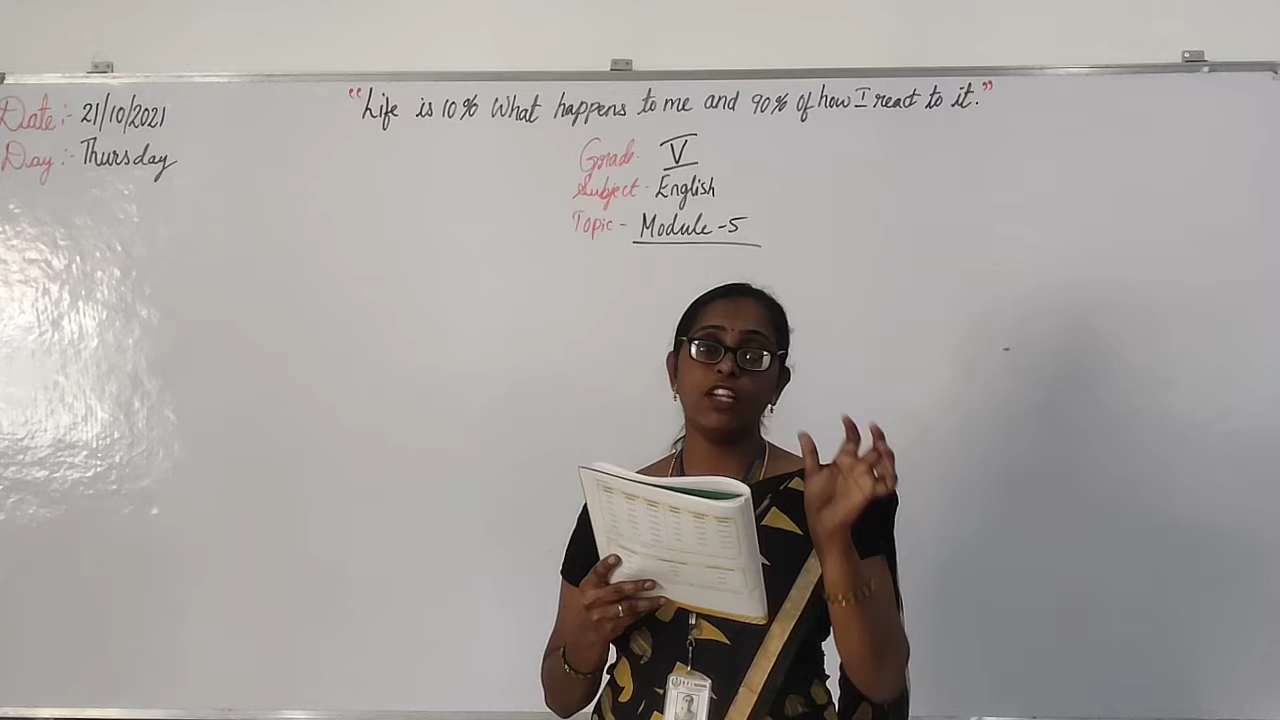 Date:- 21/10/2021
Day:- Thursday
"Life is 10% What happens to me and 90% of how I react to it."
Grade- V
Subject- English
Topic- Module-5